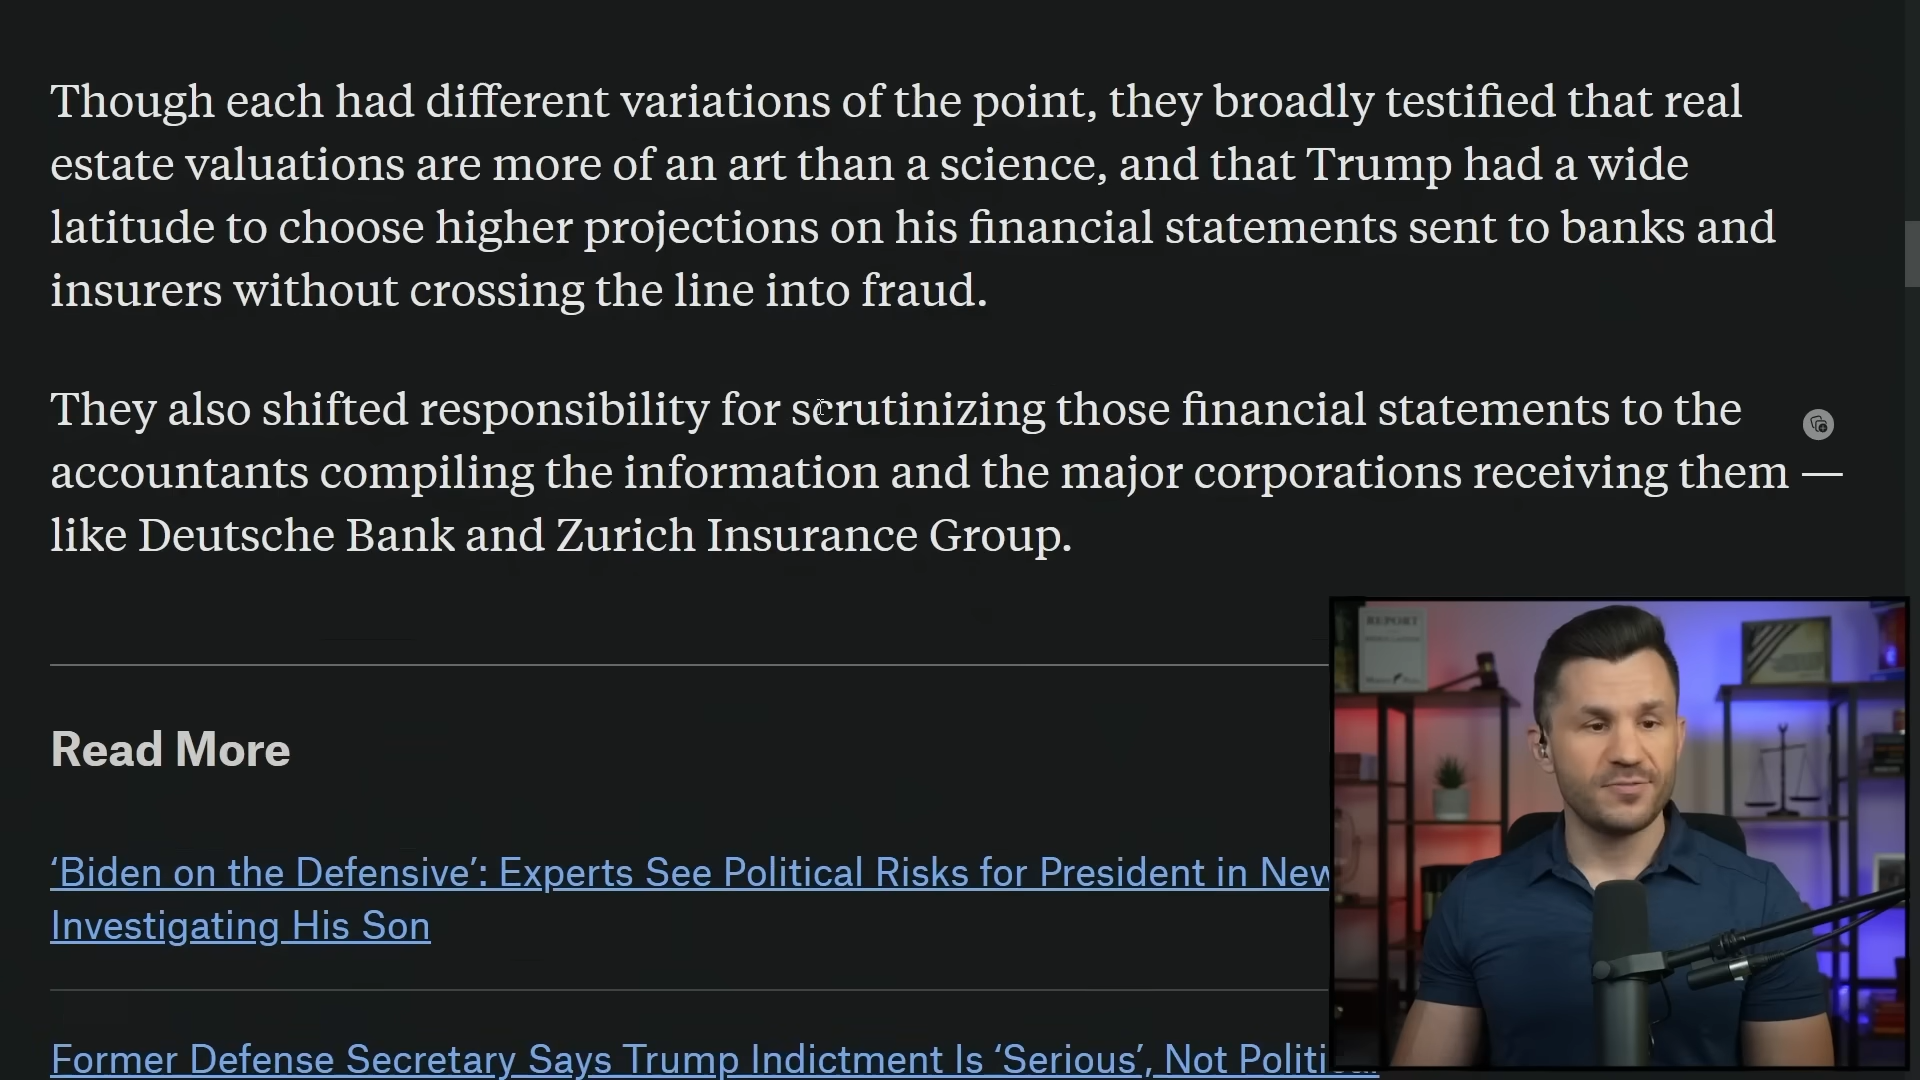 Though each had different variations of the point, they broadly testified that real
estate valuations are more of an art than a science, and that Trump had a wide
latitude to choose higher projections on his financial statements sent to banks and
insurers without crossing the line into fraud.
They also shifted responsibility for scrutinizing those financial statements to the
accountants compiling the information and the major corporations receiving them —
like Deutsche Bank and Zurich Insurance Group.
Read More
‘Biden on the Defensive’: Experts See Political Risks for President in New
Investigating His Son
Former Defense Secretary Says Trump Indictment Is ‘Serious’, Not
REPORT